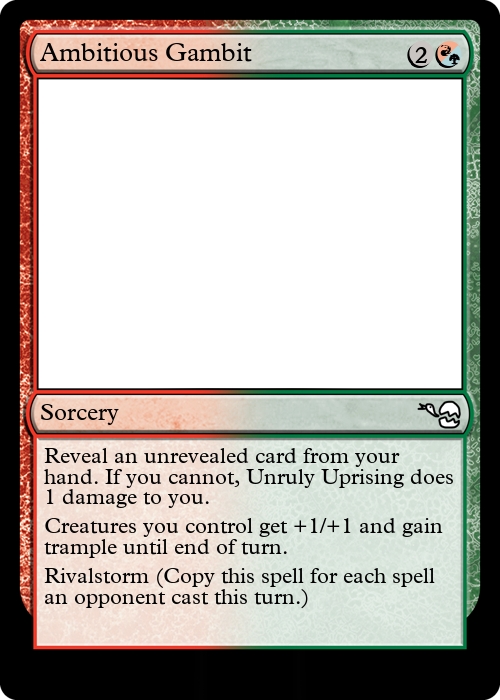 Ambitious Gambit
2
Sorcery
Reveal an unrevealed card from your
hand. If you cannot, Unruly Uprising does
1 damage to you.
Creatures you control get +1/+1 and gain
trample until end of turn.
Rivalstorm (Copy this spell for each spell
an opponent cast this turn.)